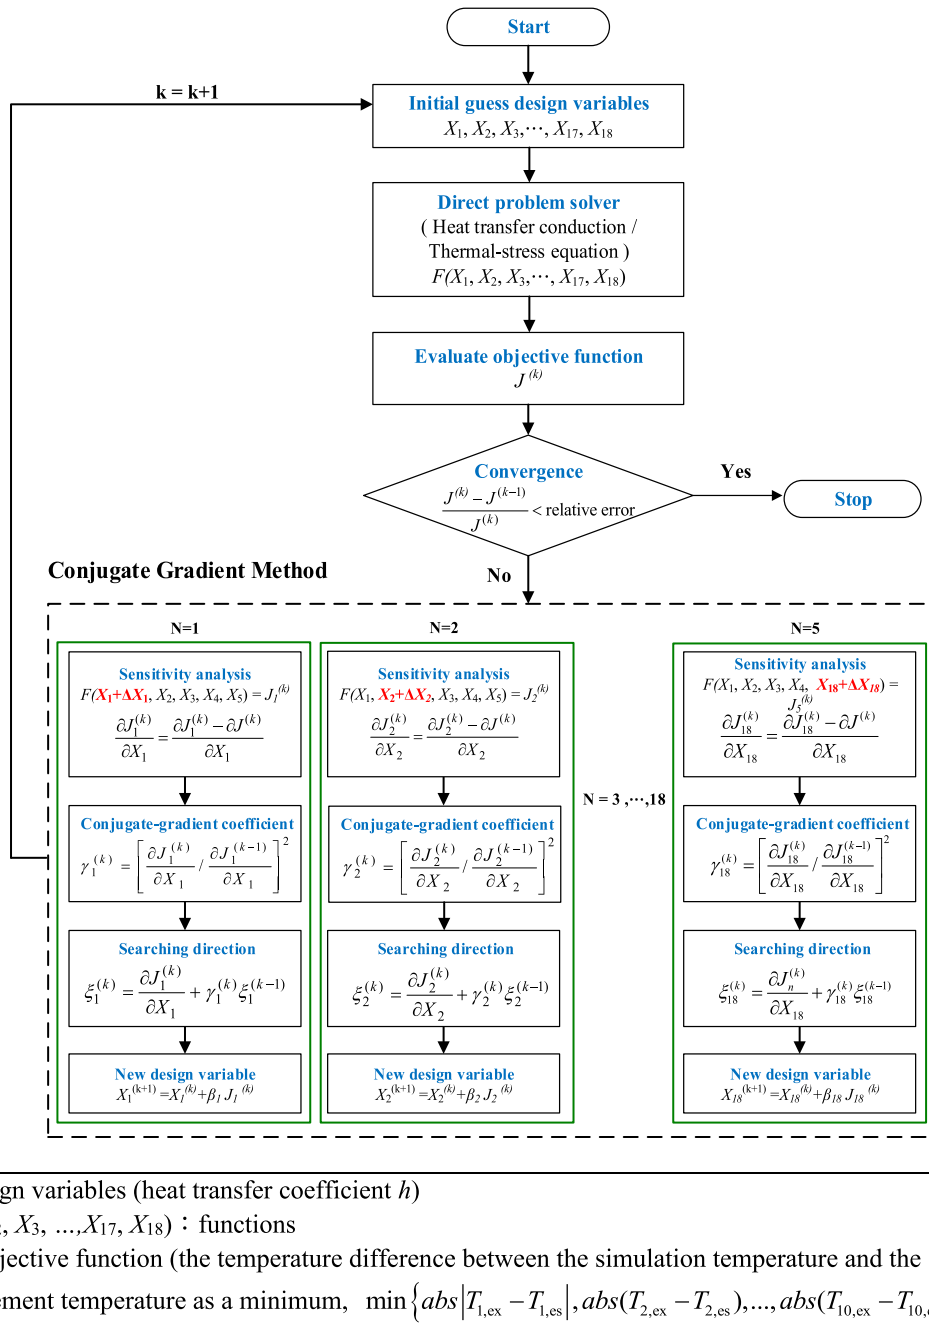 Start
k = k+1
Initial guess design variables
X₁, X₂, X₃,⋯, X₁₇, X₁₈
Direct problem solver
( Heat transfer conduction /
Thermal-stress equation )
F(X₁, X₂, X₃,⋯, X₁₇, X₁₈)
Evaluate objective function
J ⁽ᵏ⁾
Convergence
(J^(k) − J^(k−1)) / J^(k) < relative error
Yes
Stop
No
Conjugate Gradient Method
N=1
Sensitivity analysis
F(X₁+ΔX₁, X₂, X₃, X₄, X₅) = J₁^(k)
∂J₁^(k)/∂X₁ = (∂J₁^(k) − ∂J^(k))/∂X₁
Conjugate-gradient coefficient
γ₁^(k) = [∂J₁^(k)/∂X₁ / ∂J₁^(k−1)/∂X₁]²
Searching direction
ξ₁^(k) = ∂J₁^(k)/∂X₁ + γ₁^(k) ξ₁^(k−1)
New design variable
X₁^(k+1) =X₁^(k)+β₁ J₁^(k)
N=2
Sensitivity analysis
F(X₁, X₂+ΔX₂, X₃, X₄, X₅) = J₂^(k)
∂J₂^(k)/∂X₂ = (∂J₂^(k) − ∂J^(k))/∂X₂
Conjugate-gradient coefficient
γ₂^(k) = [∂J₂^(k)/∂X₂ / ∂J₂^(k−1)/∂X₂]²
Searching direction
ξ₂^(k) = ∂J₂^(k)/∂X₂ + γ₂^(k) ξ₂^(k−1)
New design variable
X₂^(k+1) =X₂^(k)+β₂ J₂^(k)
N = 3 ,⋯,18
N=5
Sensitivity analysis
F(X₁, X₂, X₃, X₄, X₁₈+ΔX₁₈) =
J₅^(k)
∂J₁₈^(k)/∂X₁₈ = (∂J₁₈^(k) − ∂J^(k))/∂X₁₈
Conjugate-gradient coefficient
γ₁₈^(k) = [∂J₁₈^(k)/∂X₁₈ / ∂J₁₈^(k−1)/∂X₁₈]²
Searching direction
ξ₁₈^(k) = ∂Jₙ^(k)/∂X₁₈ + γ₁₈^(k) ξ₁₈^(k−1)
New design variable
X₁₈^(k+1) =X₁₈^(k)+β₁₈ J₁₈^(k)
gn variables (heat transfer coefficient h)
, X₃, …,X₁₇, X₁₈)：functions
jective function (the temperature difference between the simulation temperature and the
ement temperature as a minimum, min{abs|T₁,ex − T₁,es|, abs(T₂,ex − T₂,es),..., abs(T₁₀,ex − T₁₀,